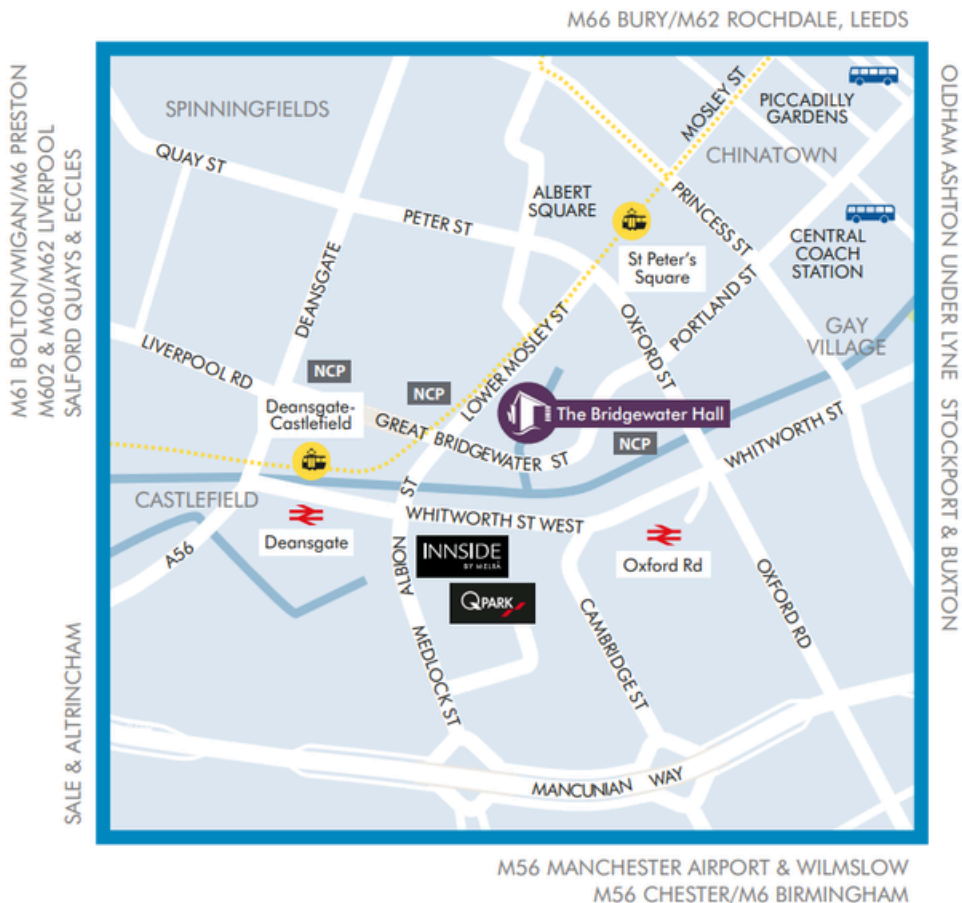 M66 BURY/M62 ROCHDALE, LEEDS
M61 BOLTON/WIGAN/M6 PRESTON
M602 & M60/M62 LIVERPOOL
SALFORD QUAYS & ECCLES
SALE & ALTRINCHAM
OLDHAM ASHTON UNDER LYNE STOCKPORT & BUXTON
SPINNINGFIELDS
MOSLEY ST
PICCADILLY
GARDENS
CHINATOWN
QUAY ST
ALBERT
SQUARE
PETER ST
PRINCESS ST
St Peter's
Square
CENTRAL
COACH
STATION
DEANSGATE
PORTLAND ST
OXFORD ST
GAY
VILLAGE
LIVERPOOL RD
NCP
NCP
LOWER MOSLEY ST
Deansgate-
Castlefield
The Bridgewater Hall
GREAT BRIDGEWATER ST
NCP
WHITWORTH ST
CASTLEFIELD
WHITWORTH ST WEST
Deansgate
A56
ALBION ST
INNSIDE
BY MELIÁ
Oxford Rd
QPARK
OXFORD RD
CAMBRIDGE ST
MEDLOCK ST
MANCUNIAN WAY
M56 MANCHESTER AIRPORT & WILMSLOW
M56 CHESTER/M6 BIRMINGHAM